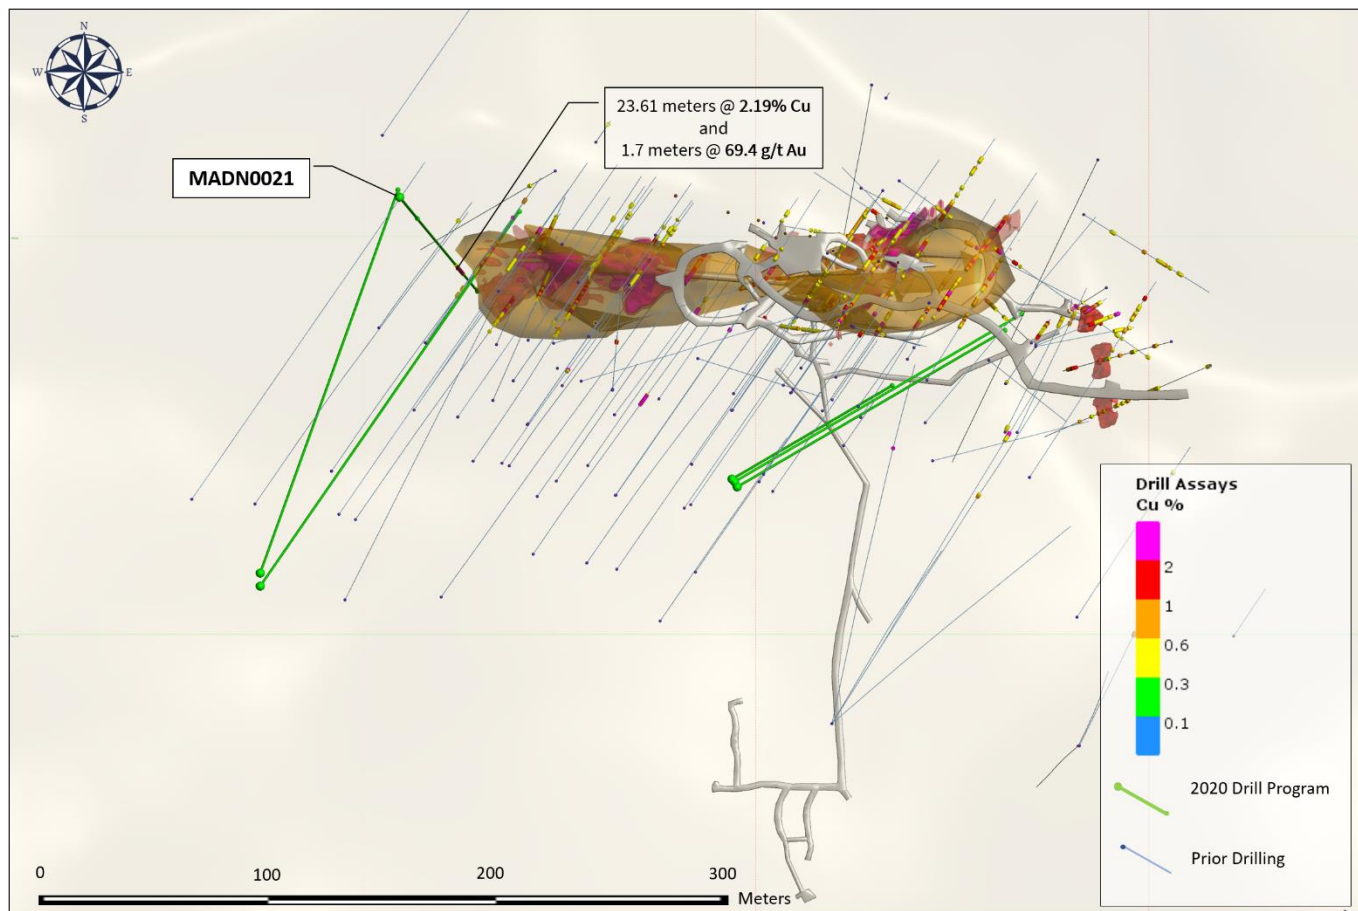 N
W
E
S
23.61 meters @ 2.19% Cu
and
1.7 meters @ 69.4 g/t Au
MADN0021
Drill Assays
Cu %
2
1
0.6
0.3
0.1
2020 Drill Program
Prior Drilling
0
100
200
300
Meters